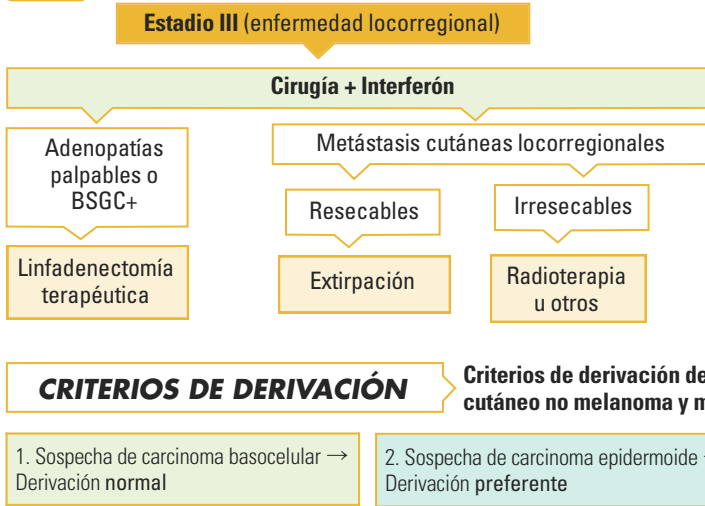 Estadio III (enfermedad locorregional)
Cirugía + Interferón
Adenopatías
palpables o
BSGC+
Linfadenectomía
terapéutica
Metástasis cutáneas locorregionales
Resecables
Extirpación
Irresecables
Radioterapia
u otros
CRITERIOS DE DERIVACIÓN
Criterios de derivación de
cutáneo no melanoma y m
1. Sospecha de carcinoma basocelular →
Derivación normal
2. Sospecha de carcinoma epidermoide
Derivación preferente